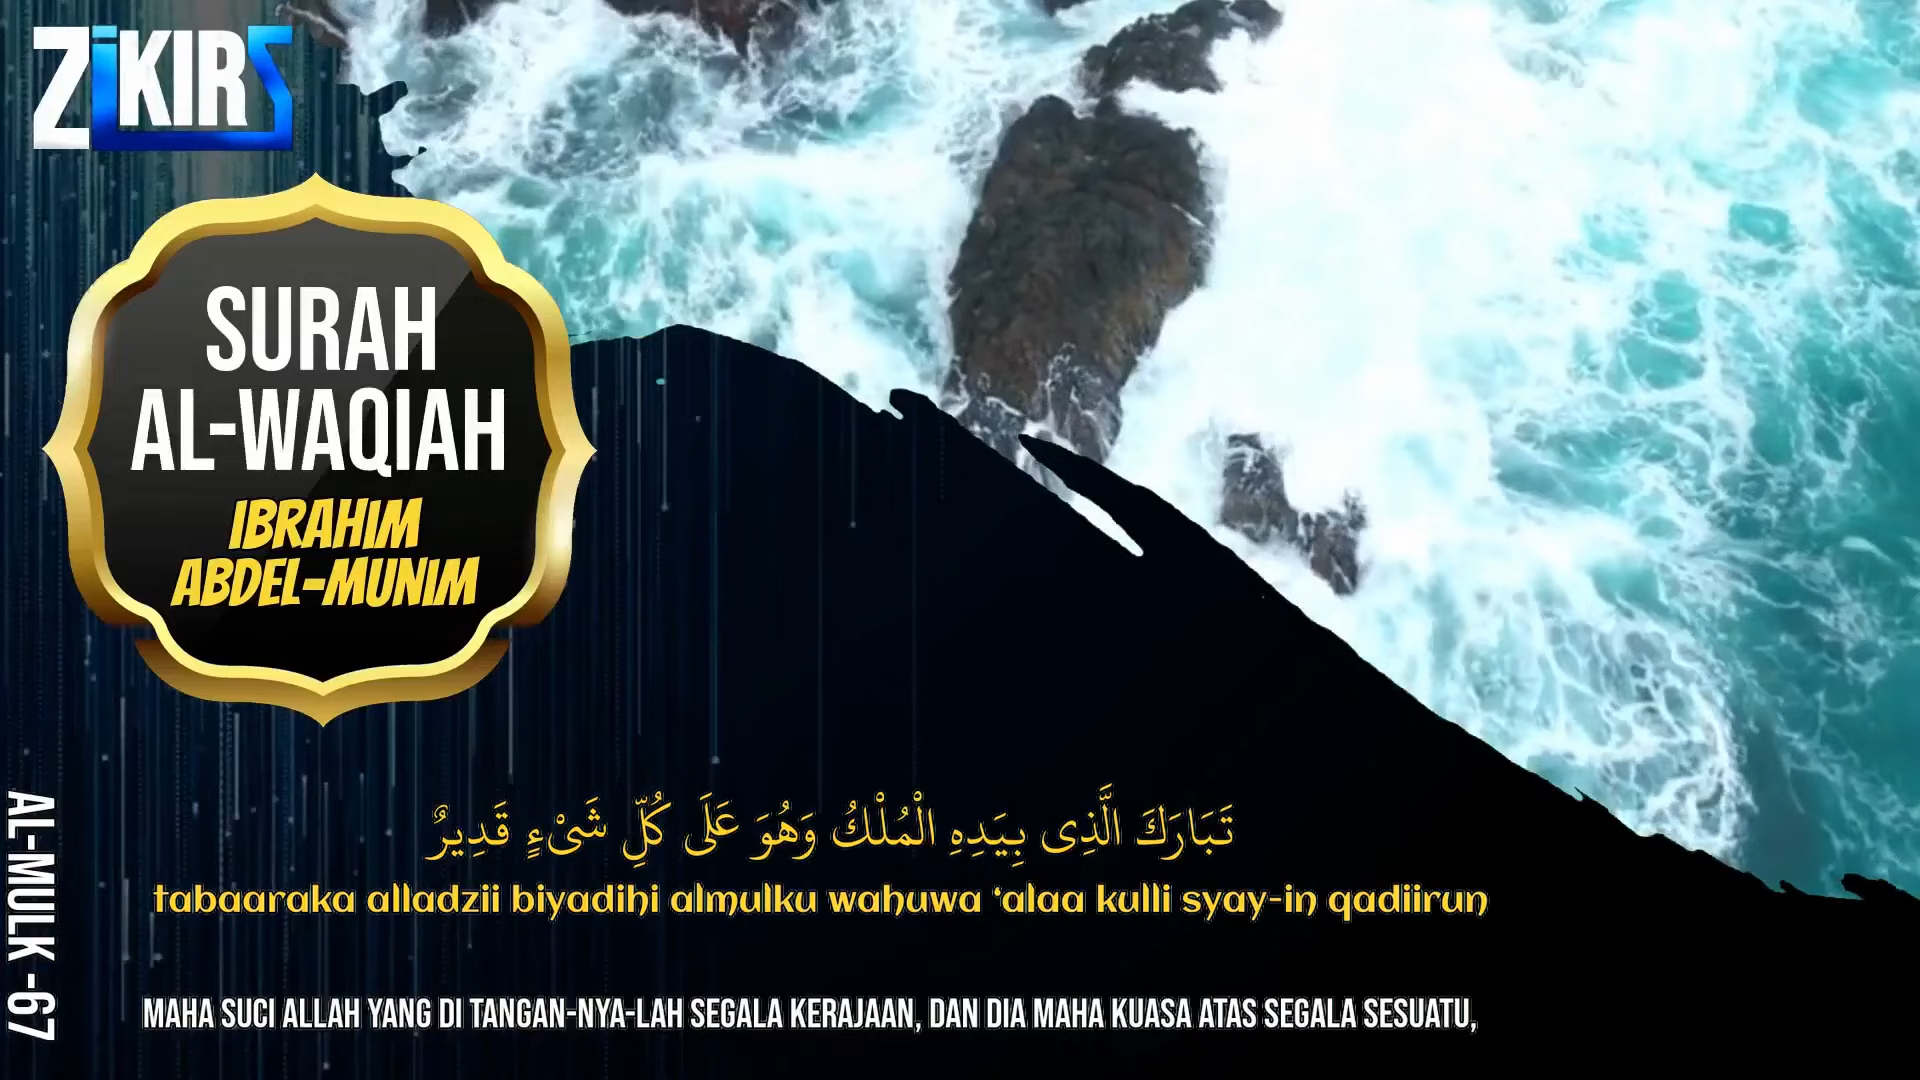 ZiKIRS
SURAH
AL-WAQIAH
IBRAHIM
ABDEL-MUNIM
AL-MULK -67
تَبَارَكَ الَّذِى بِيَدِهِ الْمُلْكُ وَهُوَ عَلَى كُلِّ شَىْءٍ قَدِيرٌ
tabaaraka alladzii biyadihi almulku wahuwa ‘alaa kulli syay-in qadiirun
MAHA SUCI ALLAH YANG DI TANGAN-NYA-LAH SEGALA KERAJAAN, DAN DIA MAHA KUASA ATAS SEGALA SESUATU,